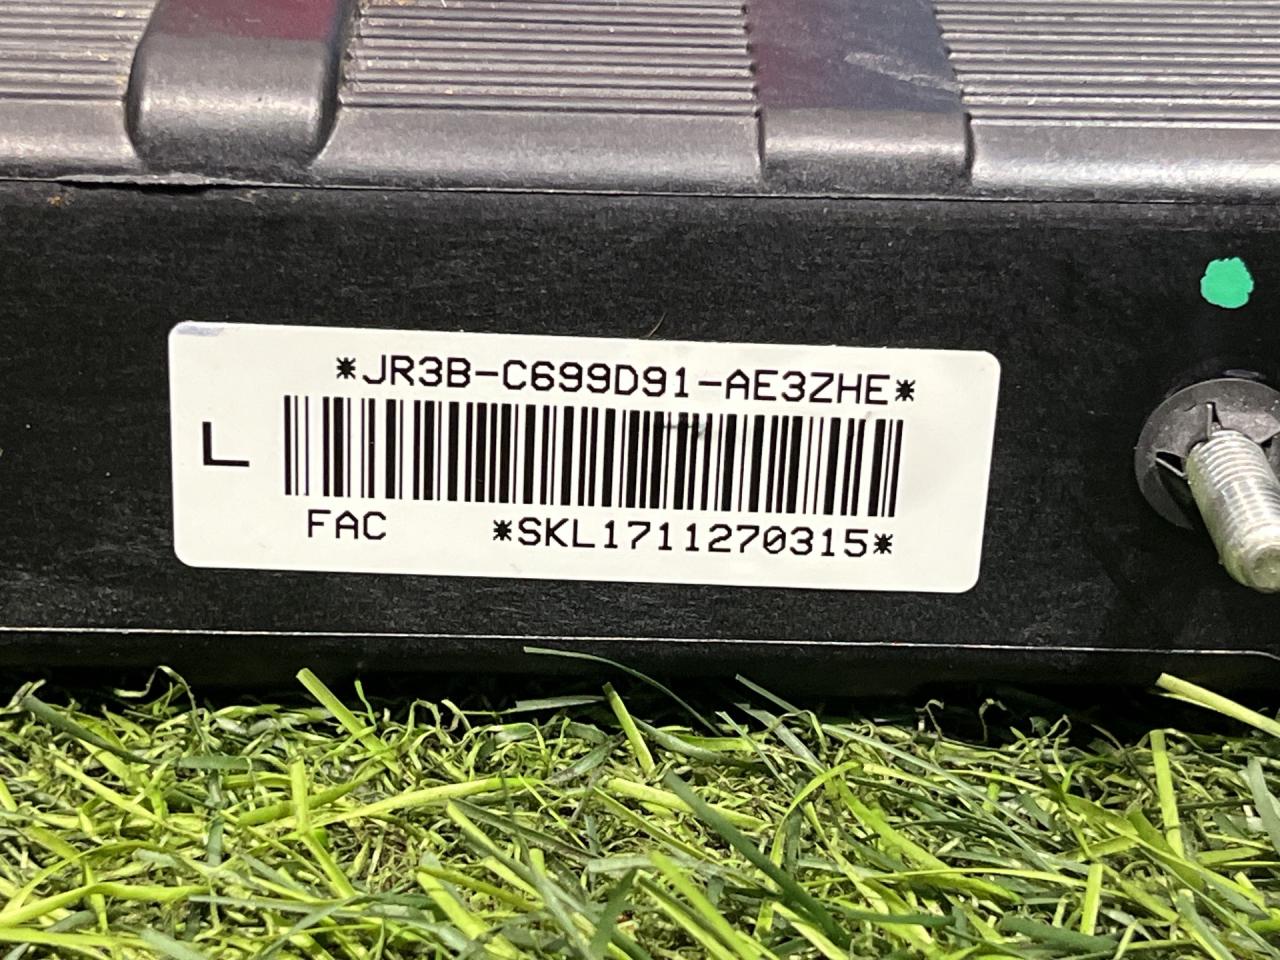 *JR3B-C699D91-AE3ZHE*
L
FAC *SKL1711270315*